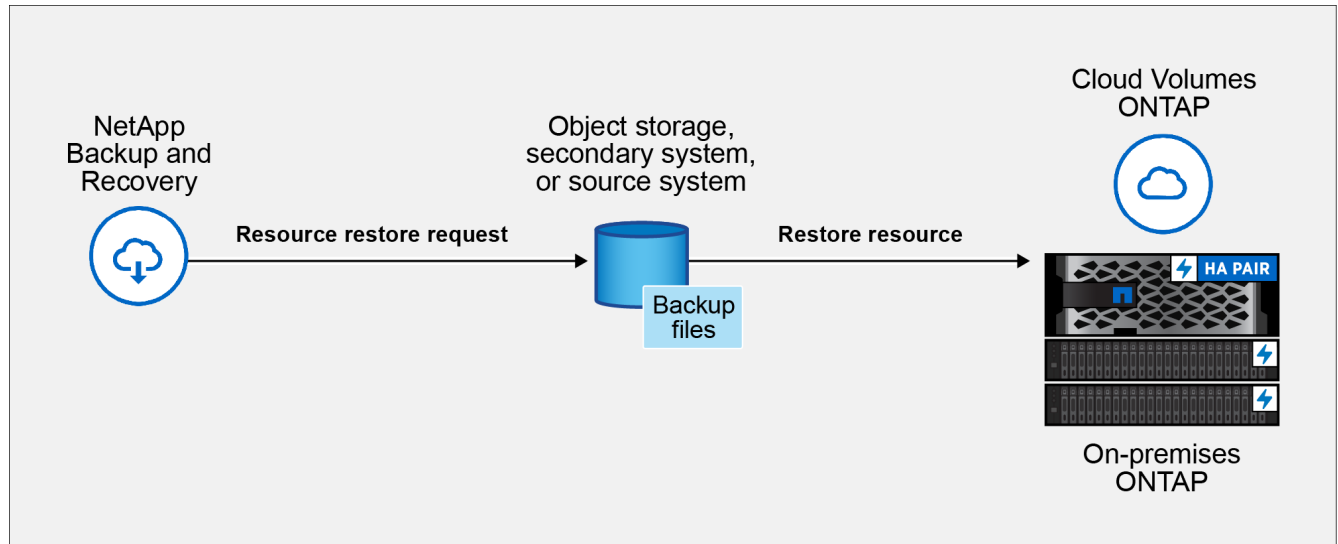 NetApp
Backup and
Recovery
Resource restore request
Object storage,
secondary system,
or source system
Backup
files
Restore resource
Cloud Volumes
ONTAP
HA PAIR
On-premises
ONTAP